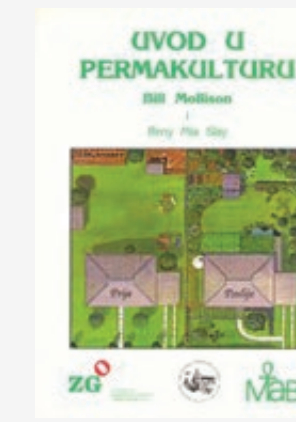 UVOD U
PERMAKULTURU
Bill Mollison
i
Reny Mia Slay
Prije Poslije
ZG
MaB